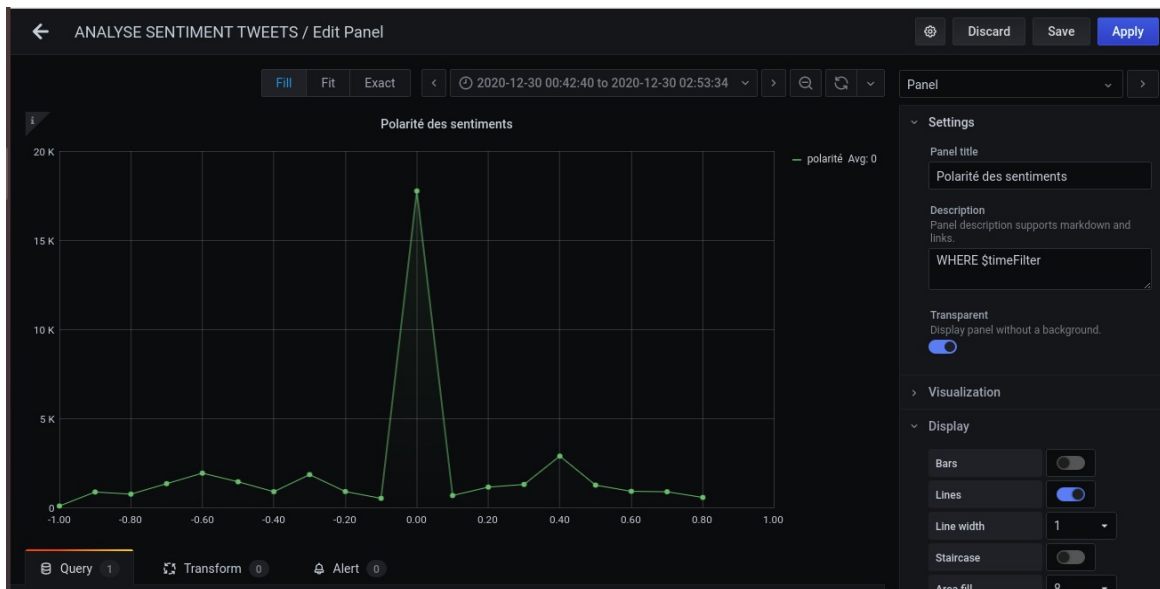 ANALYSE SENTIMENT TWEETS / Edit Panel
Discard
Save
Apply
Fill
Fit
Exact
2020-12-30 00:42:40 to 2020-12-30 02:53:34
Panel
i
Polarité des sentiments
20 K
15 K
10 K
5 K
0
-1.00 -0.80 -0.60 -0.40 -0.20 0.00 0.20 0.40 0.60 0.80 1.00
polarité Avg: 0
Query 1
Transform 0
Alert 0
Settings
Panel title
Polarité des sentiments
Description
Panel description supports markdown and
links.
WHERE $timeFilter
Transparent
Display panel without a background.
Visualization
Display
Bars
Lines
Line width
1
Staircase
Area fill